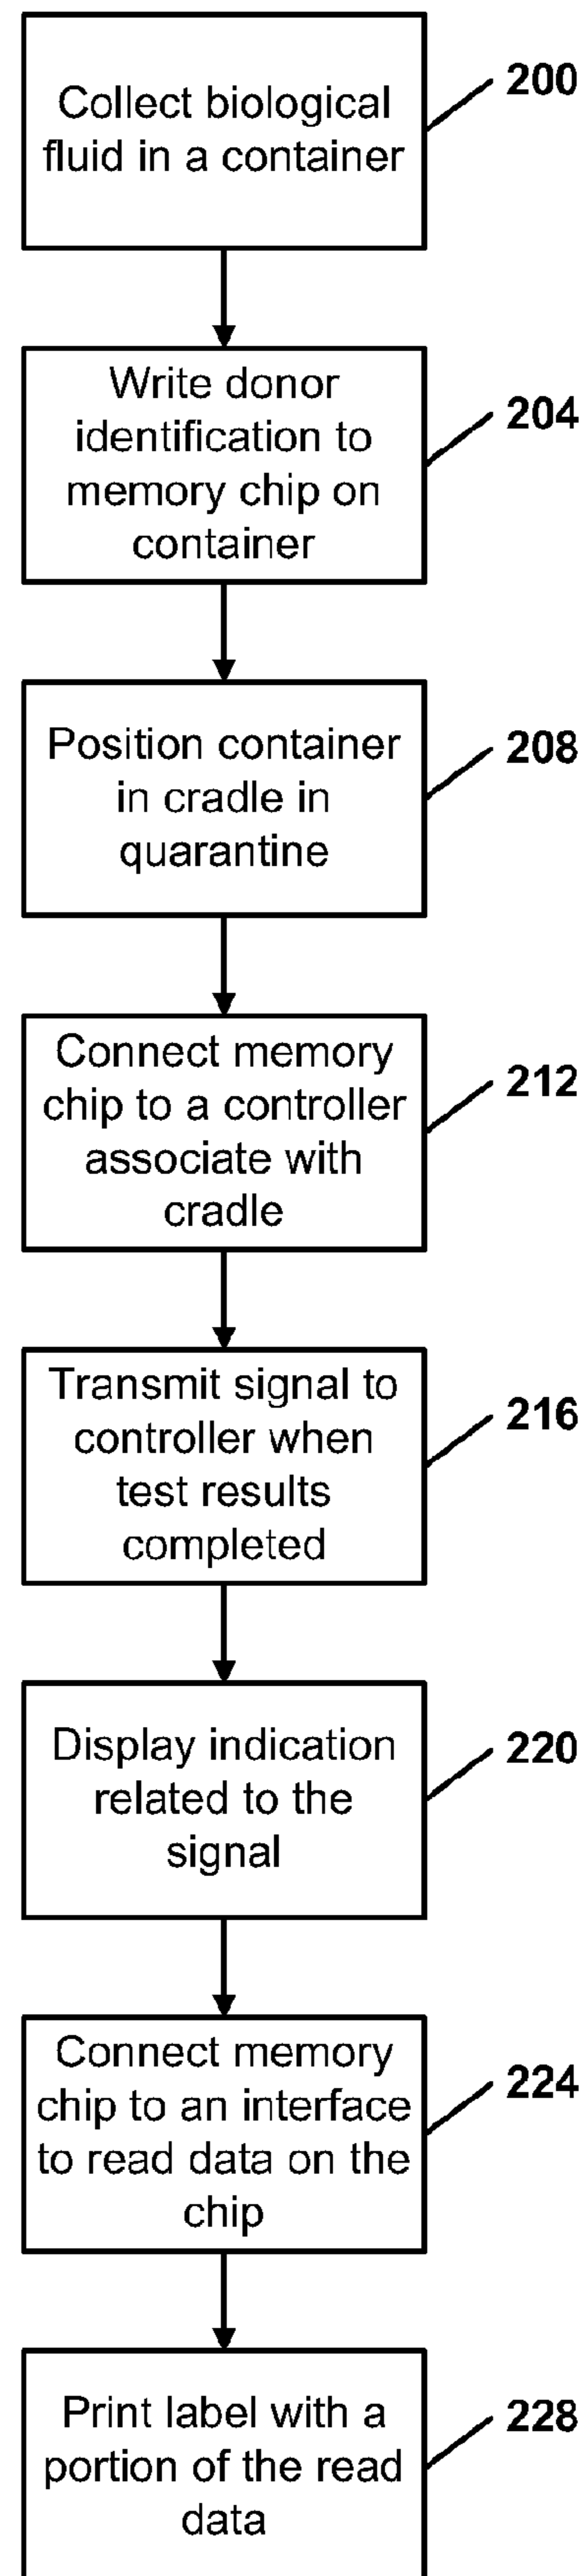 Collect biological
fluid in a container
200
Write donor
identification to
memory chip on
container
204
Position container
in cradle in
quarantine
208
Connect memory
chip to a controller
associate with
cradle
212
Transmit signal to
controller when
test results
completed
216
Display indication
related to the
signal
220
Connect memory
chip to an interface
to read data on the
chip
224
Print label with a
portion of the read
data
228